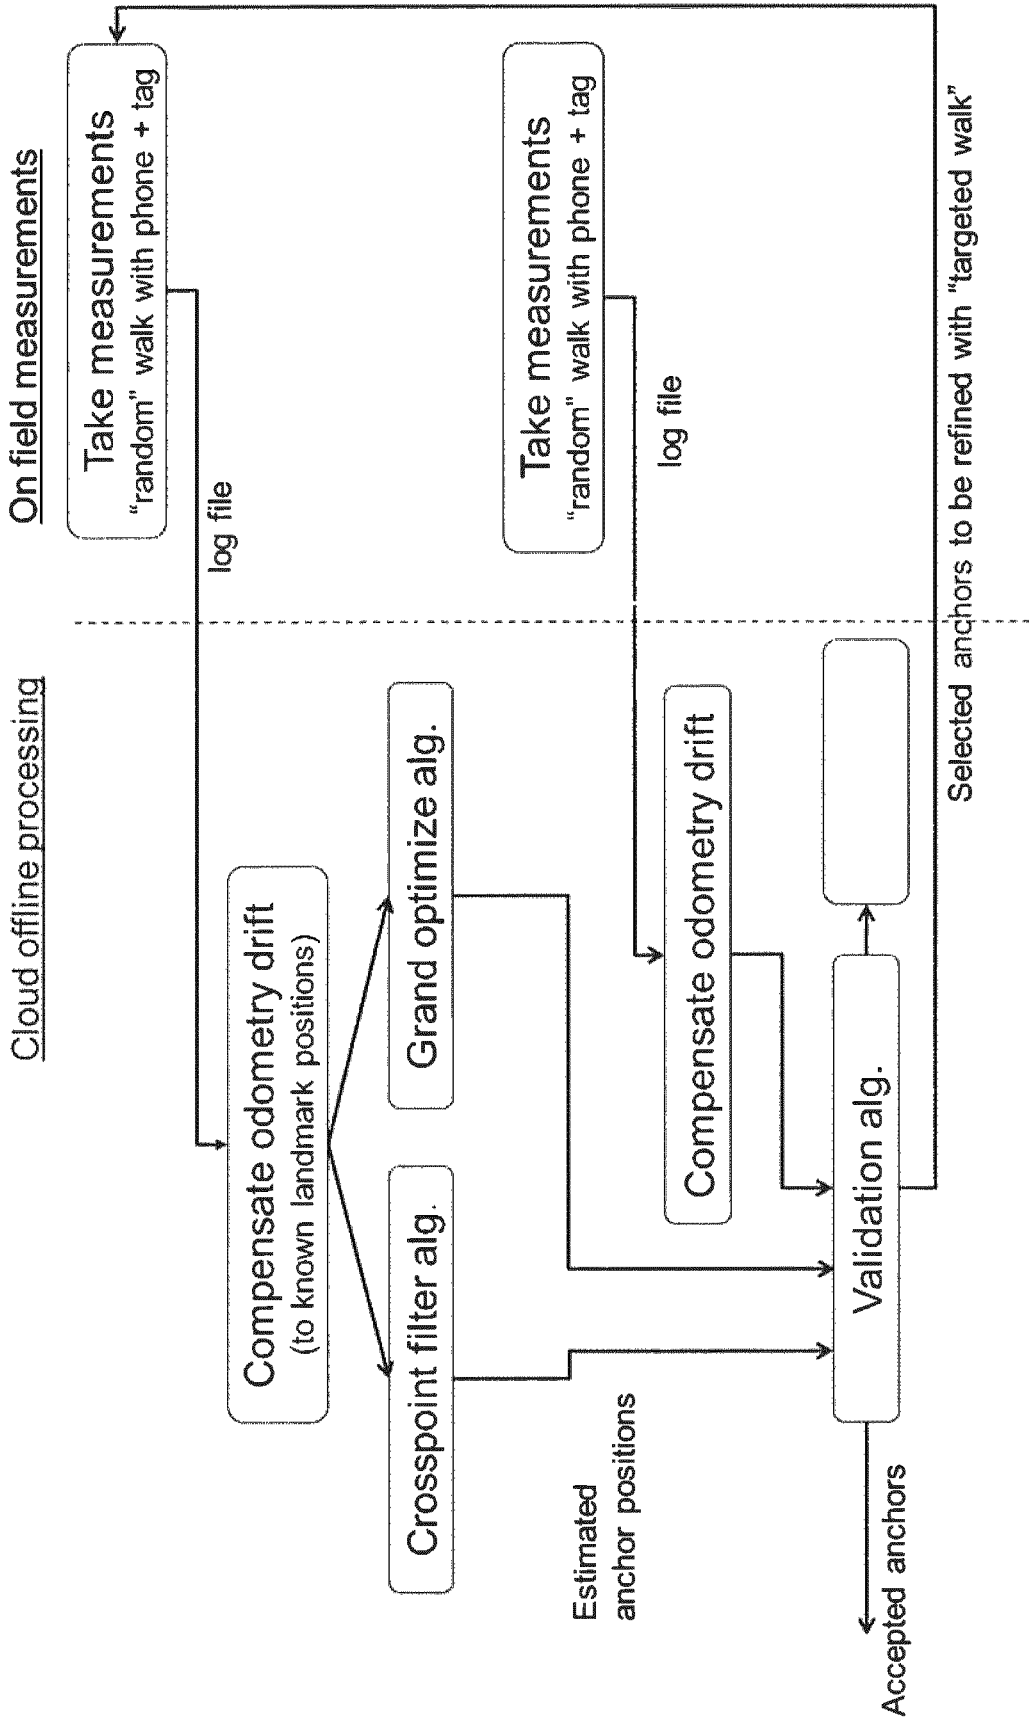 Cloud offline processing
On field measurements
Take measurements
“random” walk with phone + tag
log file
Compensate odometry drift
(to known landmark positions)
Crosspoint filter alg.
Grand optimize alg.
Take measurements
“random” walk with phone + tag
log file
Estimated
anchor positions
Compensate odometry drift
Validation alg.
Accepted anchors
Selected anchors to be refined with “targeted walk”